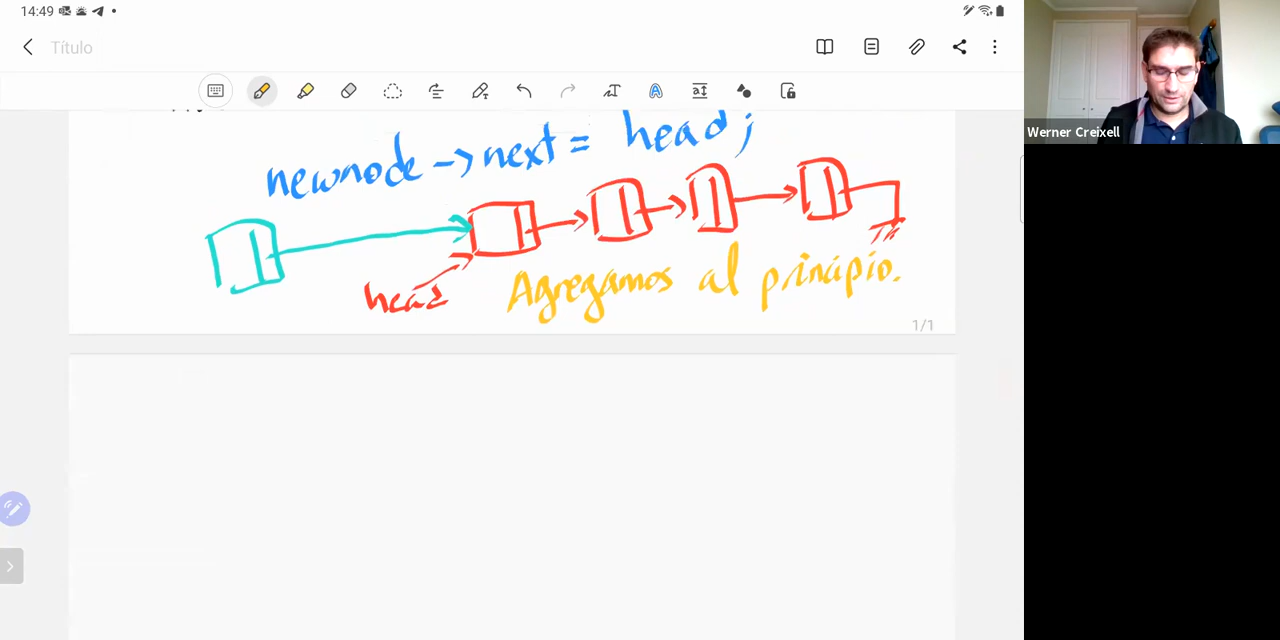 14:49
Título
newnode -> next = head;
head
Agregamos al principio.
1/1
Werner Creixell